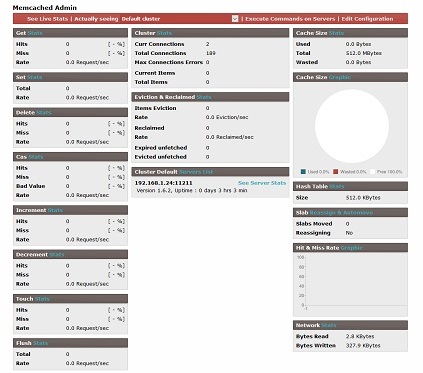 Memcached Admin
See Live Stats | Actually seeing Default cluster | Execute Commands on Servers | Edit Configuration
Get Stats
Hits 0 [ - %]
Miss 0 [ - %]
Rate 0.0 Request/sec
Set Stats
Total 0
Rate 0.0 Request/sec
Delete Stats
Hits 0 [ - %]
Miss 0 [ - %]
Rate 0.0 Request/sec
Cas Stats
Hits 0 [ - %]
Miss 0 [ - %]
Bad Value 0 [ - %]
Rate 0.0 Request/sec
Increment Stats
Hits 0 [ - %]
Miss 0 [ - %]
Rate 0.0 Request/sec
Decrement Stats
Hits 0 [ - %]
Miss 0 [ - %]
Rate 0.0 Request/sec
Touch Stats
Hits 0 [ - %]
Miss 0 [ - %]
Rate 0.0 Request/sec
Flush Stats
Total 0
Rate 0.0 Request/sec
Cluster Stats
Curr Connections 2
Total Connections 189
Max Connections Errors 0
Current Items 0
Total Items 0
Eviction & Reclaimed Stats
Items Eviction 0
Rate 0.0 Eviction/sec
Reclaimed 0
Rate 0.0 Reclaimed/sec
Expired unfetched 0
Evicted unfetched 0
Cluster Default Servers List
192.168.1.24:11211 See Server Stats
Version 1.6.2, Uptime : 0 days 3 hrs 3 min
Cache Size Stats
Used 0.0 Bytes
Total 512.0 MBytes
Wasted 0.0 Bytes
Cache Size Graphic
Used 0.0% Wasted 0.0% Free 100.0%
Hash Table Stats
Size 512.0 KBytes
Slab Reassign & Automove
Slabs Moved 0
Reassigning No
Hit & Miss Rate Graphic
100
80
60
40
20
0
Network Stats
Bytes Read 2.8 KBytes
Bytes Written 327.9 KBytes